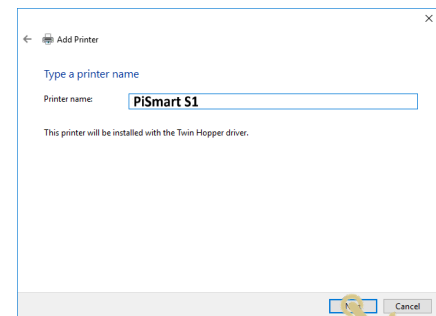 Add Printer
Type a printer name
Printer name:
PiSmart S1
This printer will be installed with the Twin Hopper driver.
Cancel